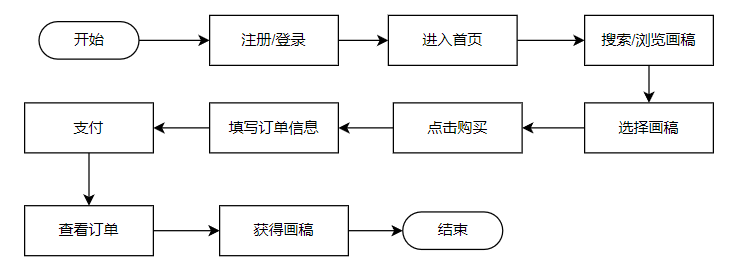 开始
注册/登录
进入首页
搜索/浏览画稿
选择画稿
点击购买
填写订单信息
支付
查看订单
获得画稿
结束